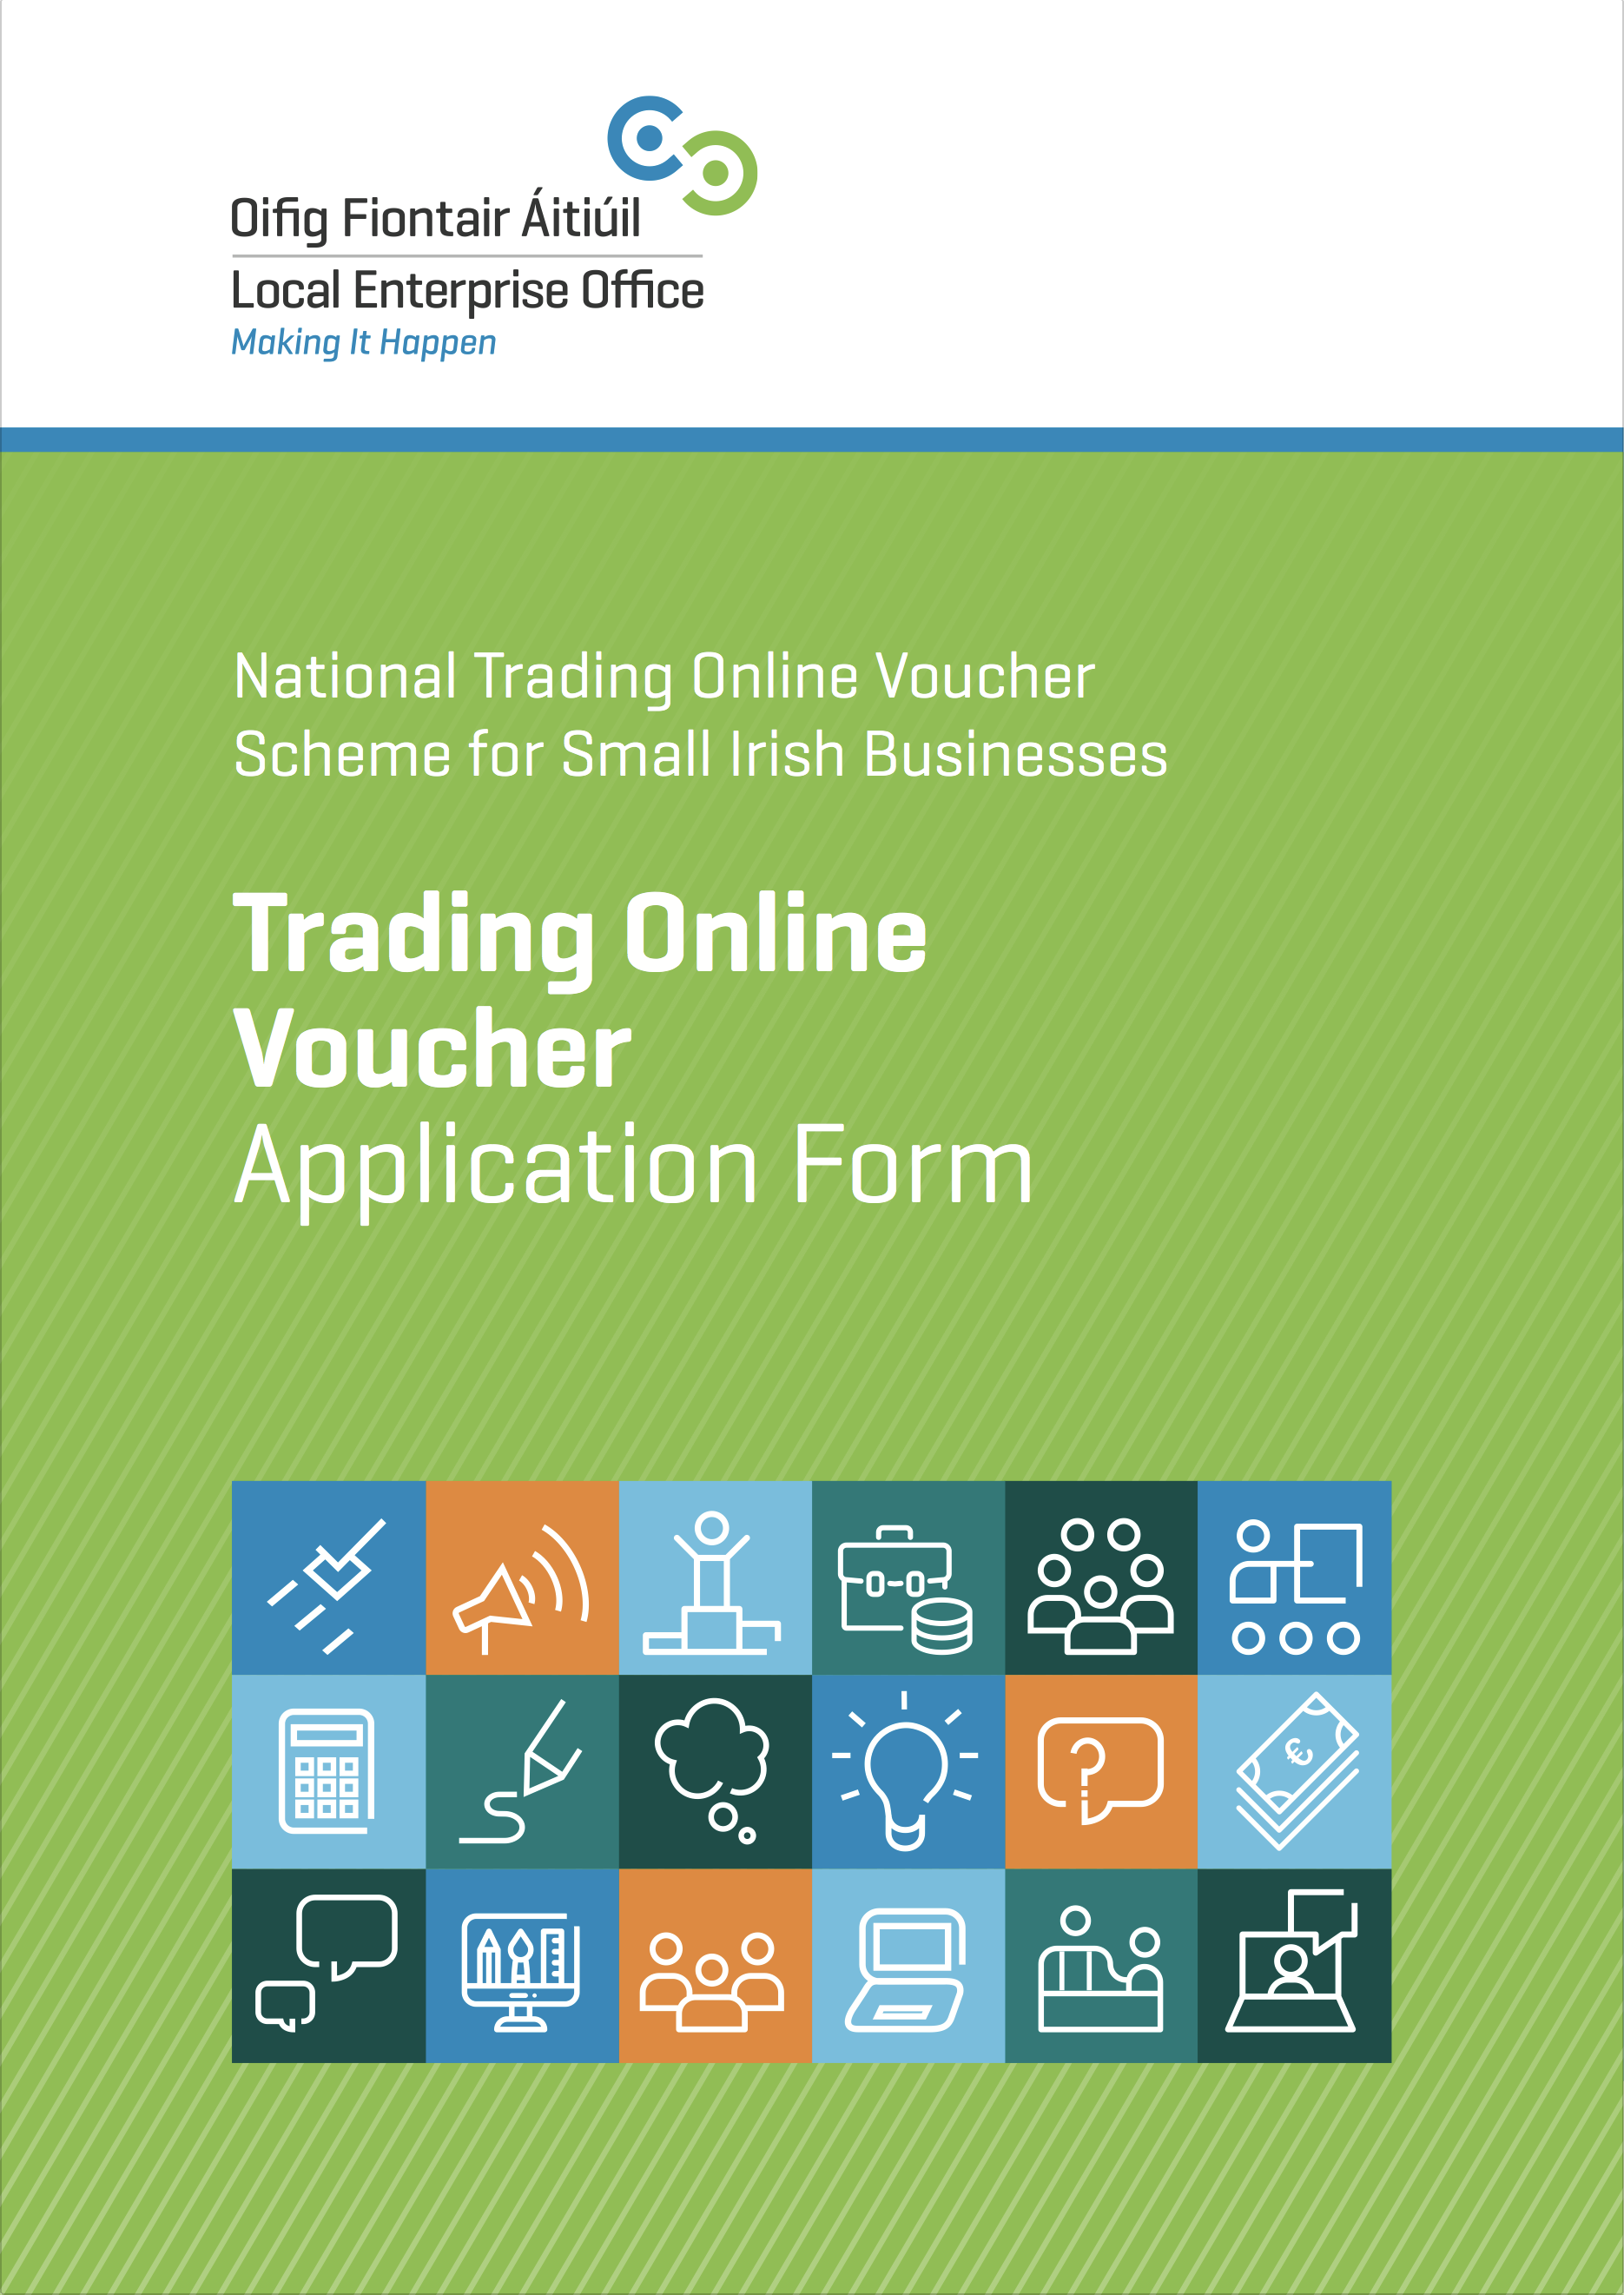 Oifig Fiontair Áitiúil
Local Enterprise Office
Making It Happen
National Trading Online Voucher
Scheme for Small Irish Businesses
Trading Online
Voucher
Application Form
?
€